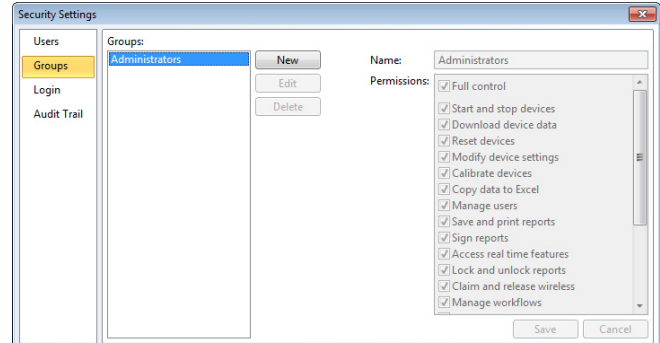 Security Settings
Users
Groups
Login
Audit Trail
Groups:
Administrators
New
Edit
Delete
Name:
Administrators
Permissions:
Full control
Start and stop devices
Download device data
Reset devices
Modify device settings
Calibrate devices
Copy data to Excel
Manage users
Save and print reports
Sign reports
Access real time features
Lock and unlock reports
Claim and release wireless
Manage workflows
Save
Cancel